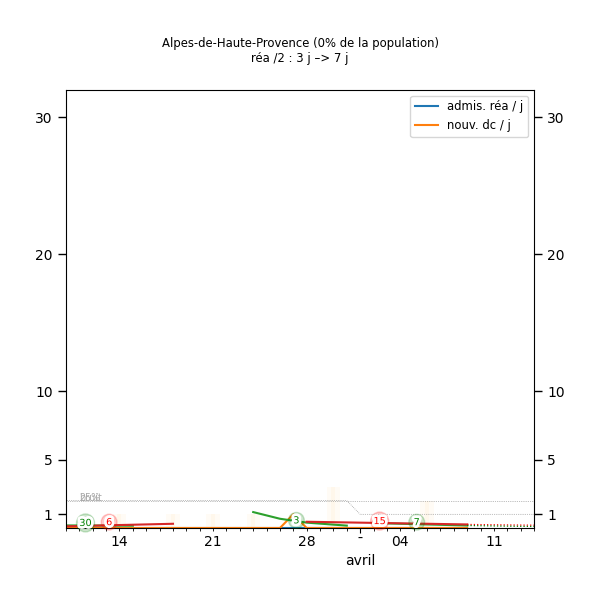 Alpes-de-Haute-Provence (0% de la population)
réa /2 : 3 j –> 7 j
admis. réa / j
nouv. dc / j
30 30
20 20
10 10
5 5
1 1
30 6 3 15 7
14 21 28 - 04 11
avril